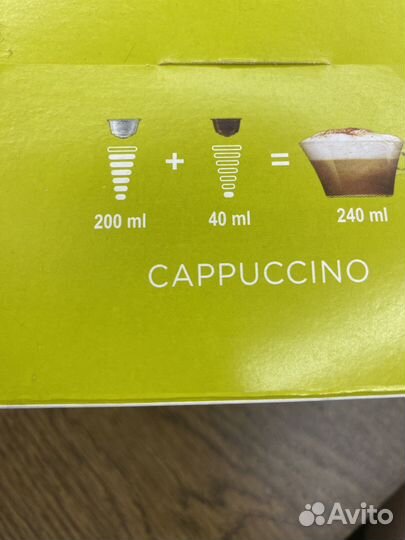 + =
200 ml 40 ml 240 ml
CAPPUCCINO
Avito